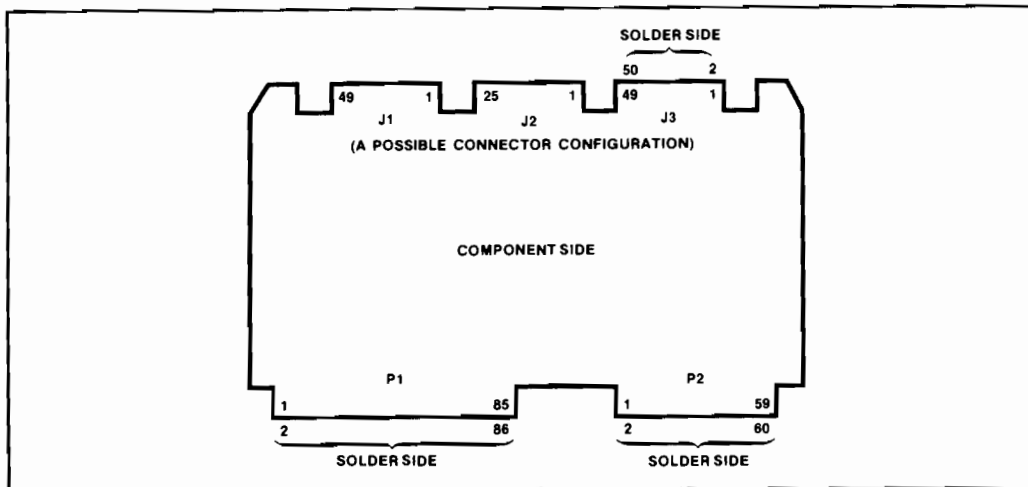 SOLDER SIDE
50 2
49 1 25 1 49 1
J1 J2 J3
(A POSSIBLE CONNECTOR CONFIGURATION)
COMPONENT SIDE
P1 P2
1 85 1 59
2 86 2 60
SOLDER SIDE SOLDER SIDE